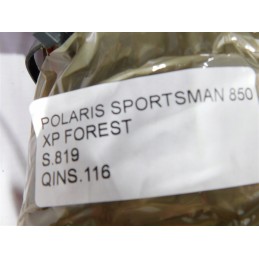 POLARIS SPORTSMAN 850
XP FOREST
S.819
QINS.116